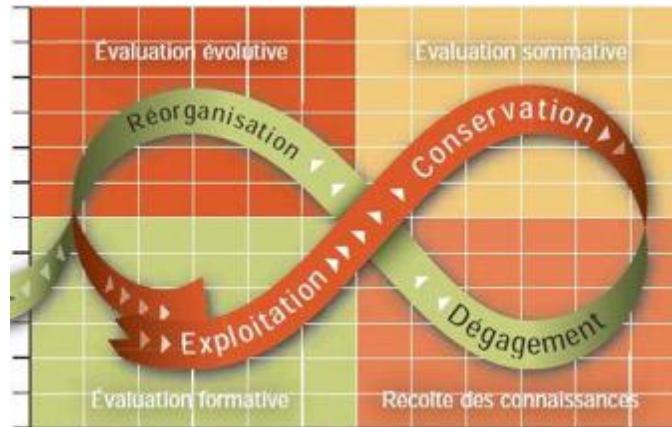 Évaluation évolutive
Évaluation sommative
Réorganisation
Conservation
Exploitation
Dégagement
Évaluation formative
Récolte des connaissances